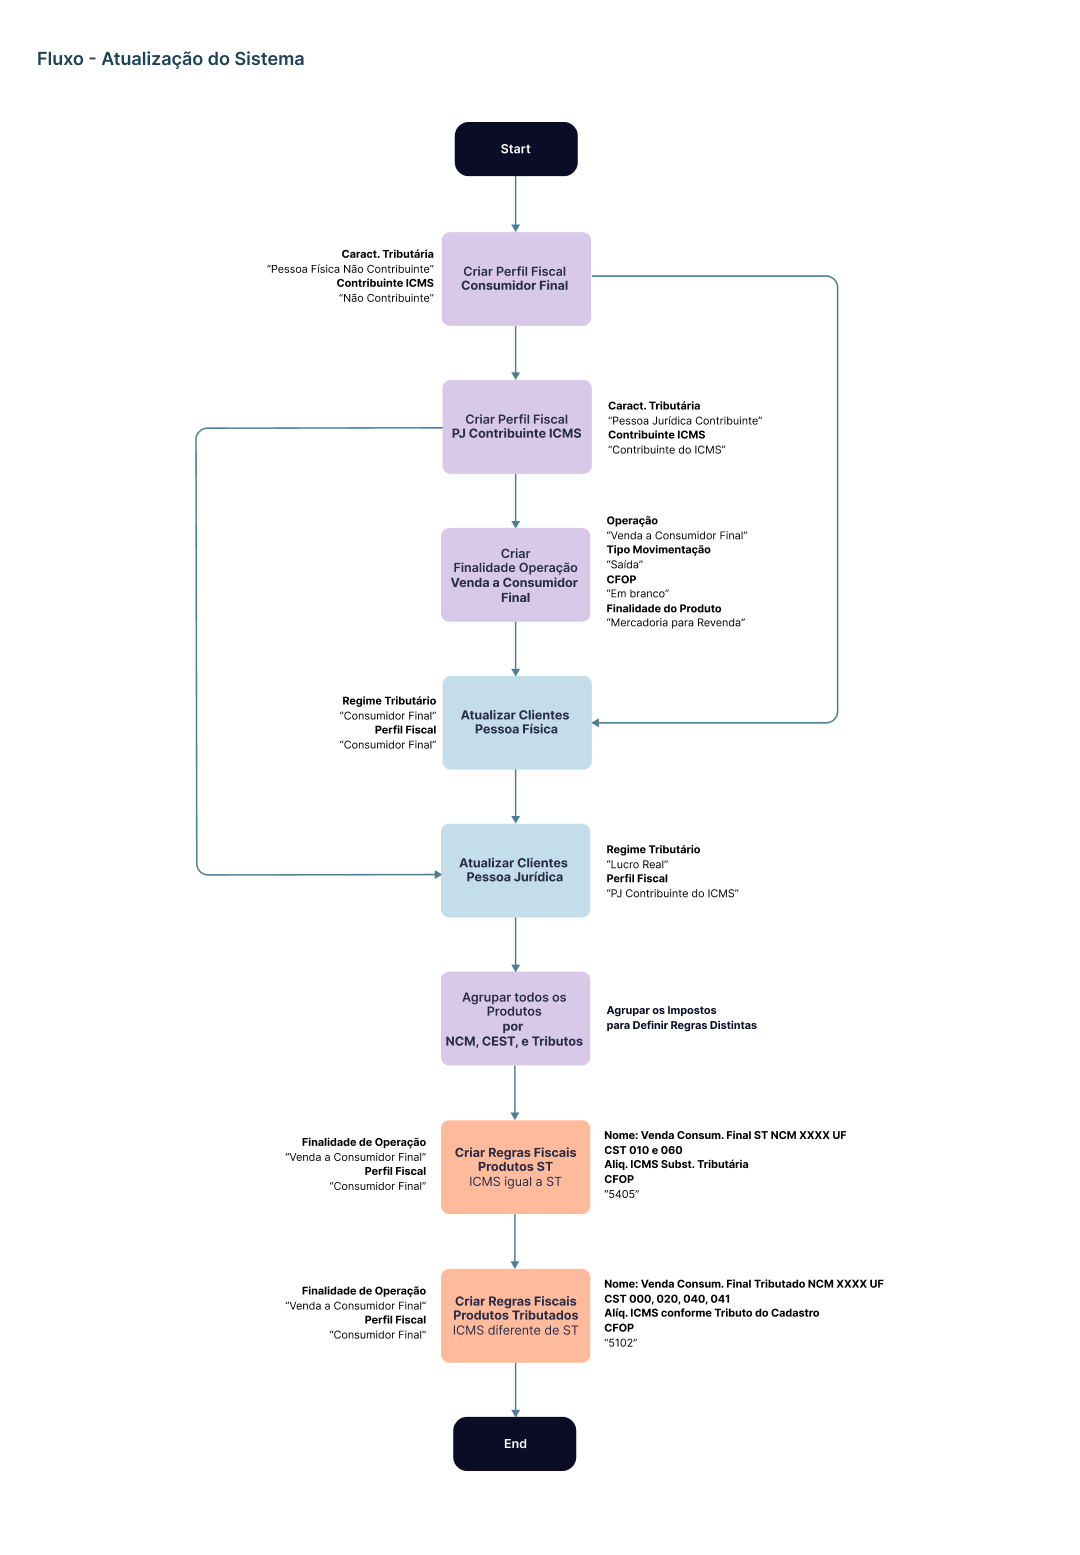 Fluxo - Atualização do Sistema
Start
Caract. Tributária
“Pessoa Física Não Contribuinte”
Contribuinte ICMS
“Não Contribuinte”
Criar Perfil Fiscal
Consumidor Final
Criar Perfil Fiscal
PJ Contribuinte ICMS
Caract. Tributária
“Pessoa Jurídica Contribuinte”
Contribuinte ICMS
“Contribuinte do ICMS”
Criar
Finalidade Operação
Venda a Consumidor
Final
Operação
“Venda a Consumidor Final”
Tipo Movimentação
“Saída”
CFOP
“Em branco”
Finalidade do Produto
“Mercadoria para Revenda”
Regime Tributário
“Consumidor Final”
Perfil Fiscal
“Consumidor Final”
Atualizar Clientes
Pessoa Física
Atualizar Clientes
Pessoa Jurídica
Regime Tributário
“Lucro Real”
Perfil Fiscal
“PJ Contribuinte do ICMS”
Agrupar todos os
Produtos
por
NCM, CEST, e Tributos
Agrupar os Impostos
para Definir Regras Distintas
Finalidade de Operação
“Venda a Consumidor Final”
Perfil Fiscal
“Consumidor Final”
Criar Regras Fiscais
Produtos ST
ICMS igual a ST
Nome: Venda Consum. Final ST NCM XXXX UF
CST 010 e 060
Aliq. ICMS Subst. Tributária
CFOP
”5405”
Finalidade de Operação
“Venda a Consumidor Final”
Perfil Fiscal
“Consumidor Final”
Criar Regras Fiscais
Produtos Tributados
ICMS diferente de ST
Nome: Venda Consum. Final Tributado NCM XXXX UF
CST 000, 020, 040, 041
Alíq. ICMS conforme Tributo do Cadastro
CFOP
”5102”
End